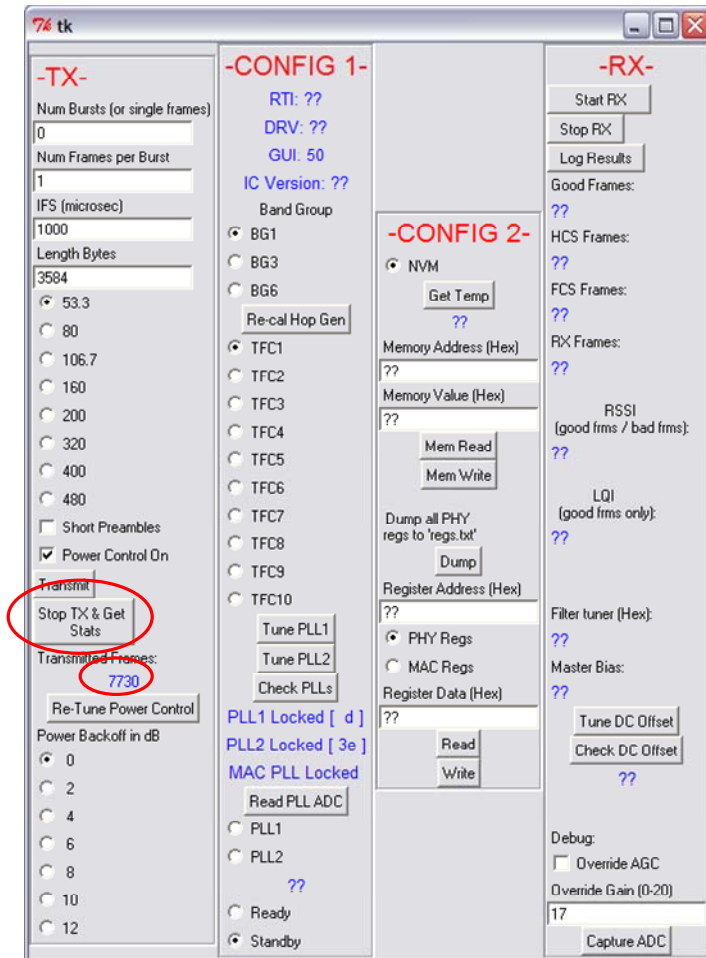 tk
-TX-
Num Bursts (or single frames)
0
Num Frames per Burst
1
IFS (microsec)
1000
Length Bytes
3584
53.3
80
106.7
160
200
320
400
480
Short Preambles
Power Control On
Transmit
Stop TX & Get
Stats
Transmitted Frames:
7730
Re-Tune Power Control
Power Backoff in dB
0
2
4
6
8
10
12
-CONFIG 1-
RTI: ??
DRV: ??
GUI: 50
IC Version: ??
Band Group
BG1
BG3
BG6
Re-cal Hop Gen
TFC1
TFC2
TFC3
TFC4
TFC5
TFC6
TFC7
TFC8
TFC9
TFC10
Tune PLL1
Tune PLL2
Check PLLs
PLL1 Locked [ d ]
PLL2 Locked [ 3e ]
MAC PLL Locked
Read PLL ADC
PLL1
PLL2
??
Ready
Standby
-CONFIG 2-
NVM
Get Temp
??
Memory Address (Hex)
??
Memory Value (Hex)
??
Mem Read
Mem Write
Dump all PHY
regs to 'regs.txt'
Dump
Register Address (Hex)
??
PHY Regs
MAC Regs
Register Data (Hex)
??
Read
Write
-RX-
Start RX
Stop RX
Log Results
Good Frames:
??
HCS Frames:
??
FCS Frames:
??
RX Frames:
??
RSSI
(good frms / bad frms):
??
LQI
(good frms only):
??
Filter tuner (Hex):
??
Master Bias:
??
Tune DC Offset
Check DC Offset
??
Debug:
Override AGC
Override Gain (0-20)
17
Capture ADC